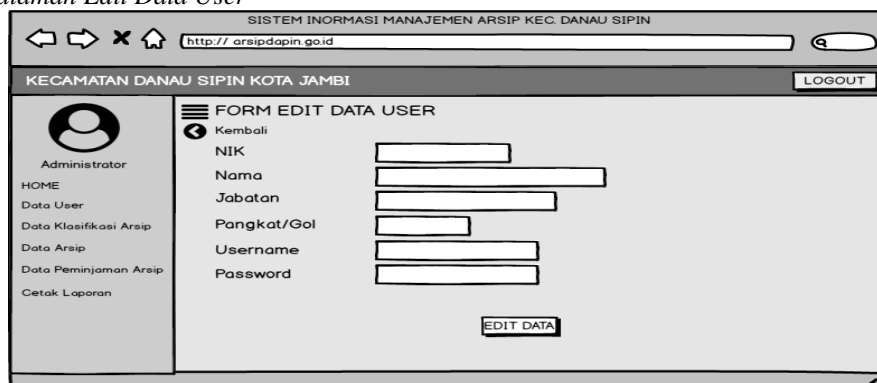 Halaman Edit Data User
SISTEM INORMASI MANAJEMEN ARSIP KEC. DANAU SIPIN
http:// arsipdapin.go.id
KECAMATAN DANAU SIPIN KOTA JAMBI
LOGOUT
Administrator
HOME
Data User
Data Klasifikasi Arsip
Data Arsip
Data Peminjaman Arsip
Cetak Laporan
FORM EDIT DATA USER
Kembali
NIK
Nama
Jabatan
Pangkat/Gol
Username
Password
EDIT DATA